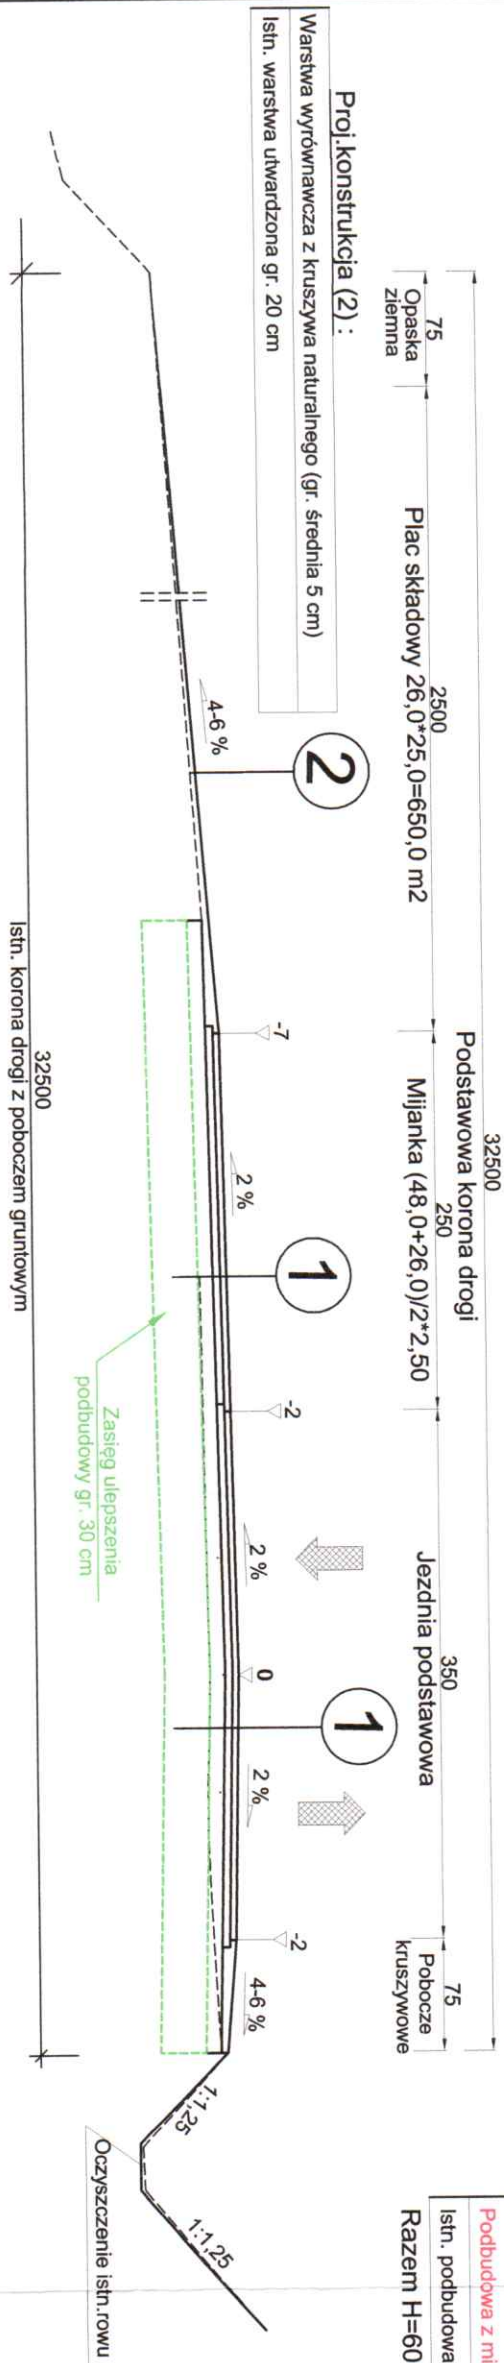 32500
Podstawowa korona drogi
75
Opaska
ziemna
2500
Plac składowy 26,0*25,0=650,0 m2
250
Mijanka (48,0+26,0)/2*2,50
350
Jezdnia podstawowa
75
Pobocze
kruszywowe
Proj.konstrukcja (2) :
Warstwa wyrównawcza z kruszywa naturalnego (gr. średnia 5 cm)
Istn. warstwa utwardzona gr. 20 cm
2
4-6 %
-7
2 %
1
-2
2 %
0
1
2 %
-2
4-6 %
1:1,25
1:1,25
Zasięg ulepszenia
podbudowy gr. 30 cm
Oczyszczenie istn.rowu
32500
Istn. korona drogi z poboczem gruntowym
Podbudowa z mi
Istn. podbudowa
Razem H=60